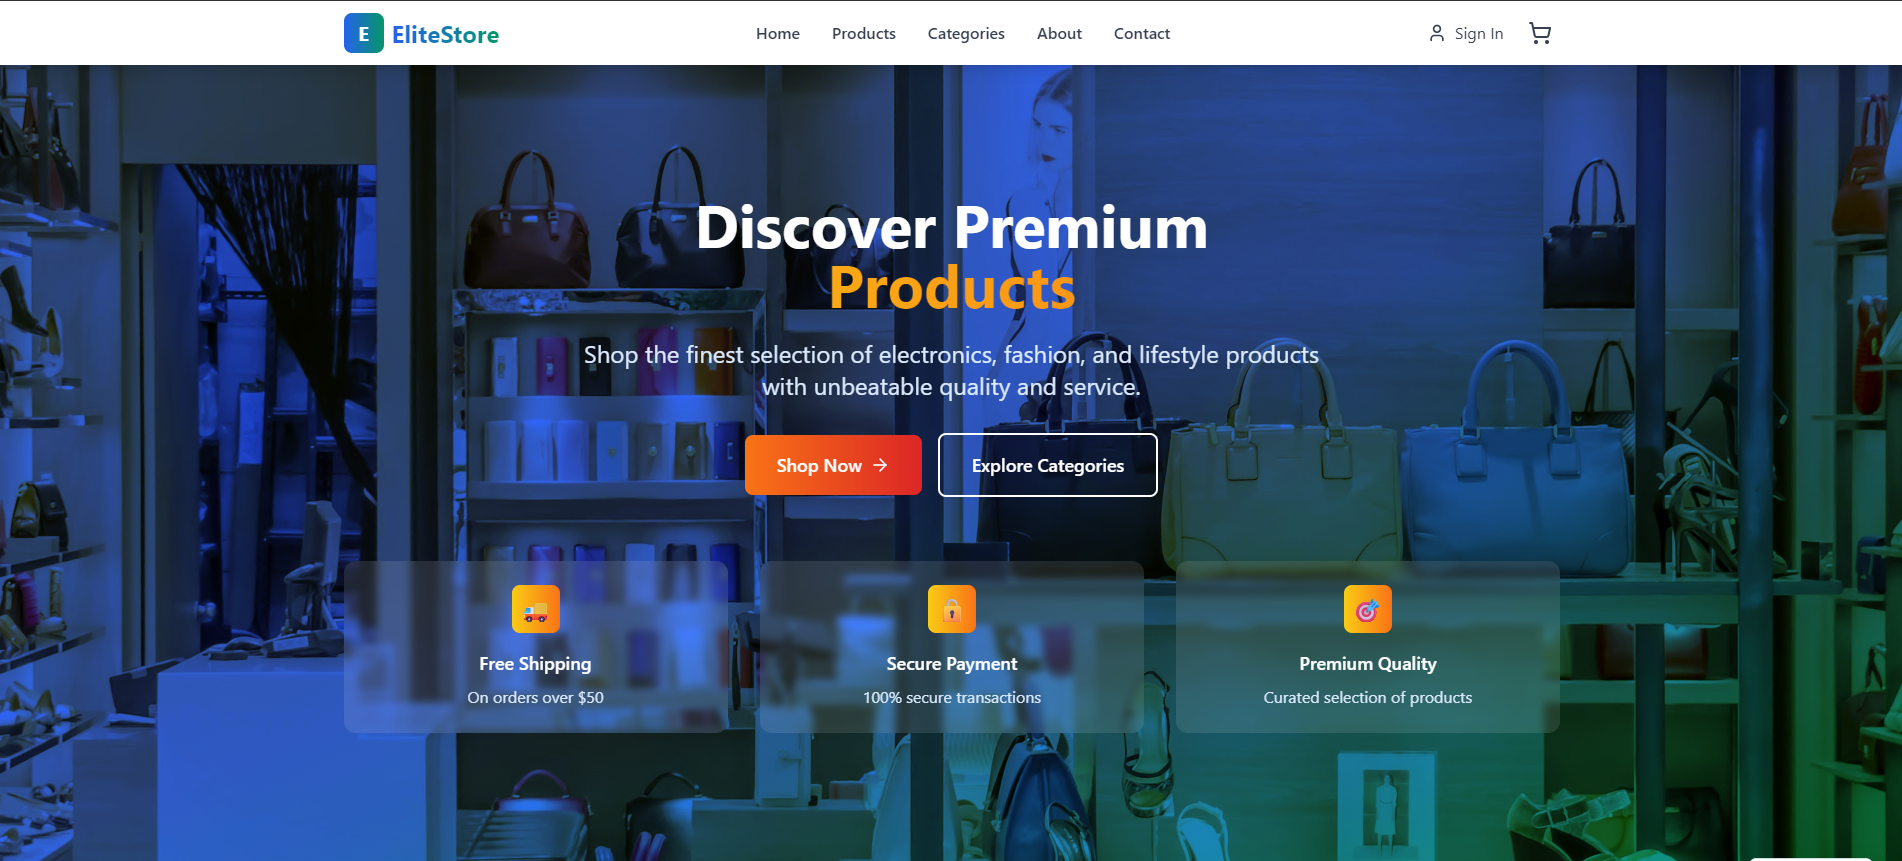 E EliteStore
Home Products Categories About Contact
Sign In
Discover Premium
Products
Shop the finest selection of electronics, fashion, and lifestyle products
with unbeatable quality and service.
Shop Now →
Explore Categories
Free Shipping
On orders over $50
Secure Payment
100% secure transactions
Premium Quality
Curated selection of products